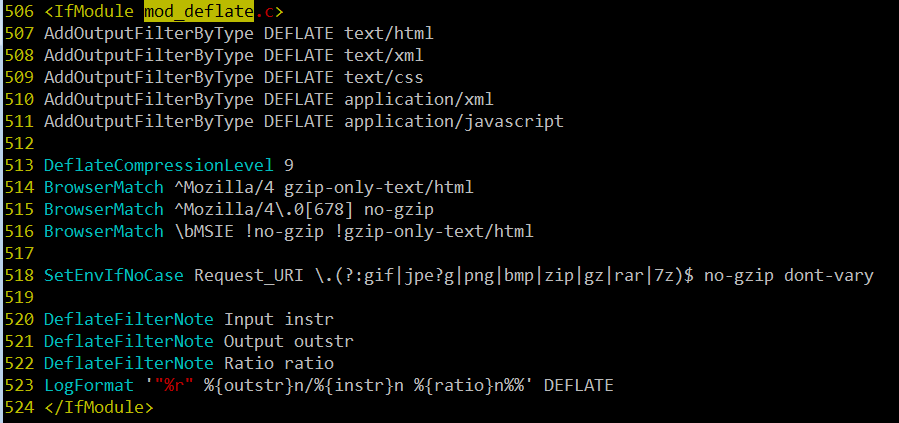 506 <IfModule mod_deflate.c>
507 AddOutputFilterByType DEFLATE text/html
508 AddOutputFilterByType DEFLATE text/xml
509 AddOutputFilterByType DEFLATE text/css
510 AddOutputFilterByType DEFLATE application/xml
511 AddOutputFilterByType DEFLATE application/javascript
512
513 DeflateCompressionLevel 9
514 BrowserMatch ^Mozilla/4 gzip-only-text/html
515 BrowserMatch ^Mozilla/4\.0[678] no-gzip
516 BrowserMatch \bMSIE !no-gzip !gzip-only-text/html
517
518 SetEnvIfNoCase Request_URI \.(?:gif|jpe?g|png|bmp|zip|gz|rar|7z)$ no-gzip dont-vary
519
520 DeflateFilterNote Input instr
521 DeflateFilterNote Output outstr
522 DeflateFilterNote Ratio ratio
523 LogFormat '"%r" %{outstr}n/%{instr}n %{ratio}n%%' DEFLATE
524 </IfModule>